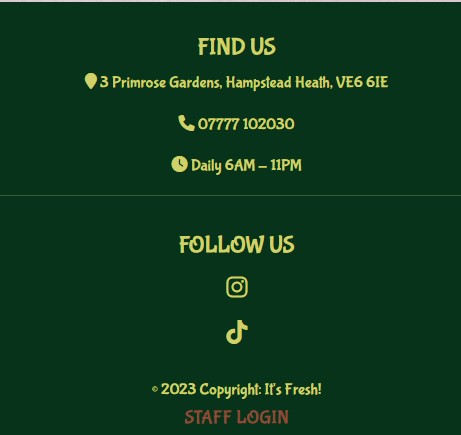 FIND US
3 Primrose Gardens, Hampstead Heath, VE6 6IE
07777 102030
Daily 6AM – 11PM
FOLLOW US
© 2023 Copyright: It's Fresh!
STAFF LOGIN